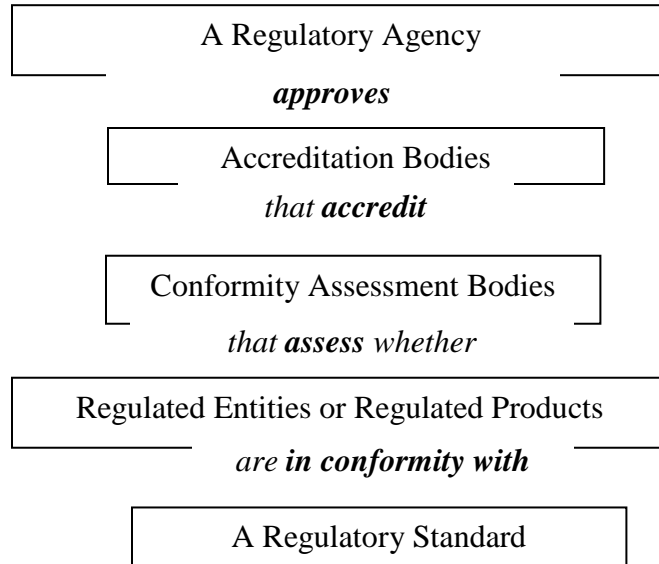 A Regulatory Agency
approves
Accreditation Bodies
that accredit
Conformity Assessment Bodies
that assess whether
Regulated Entities or Regulated Products
are in conformity with
A Regulatory Standard